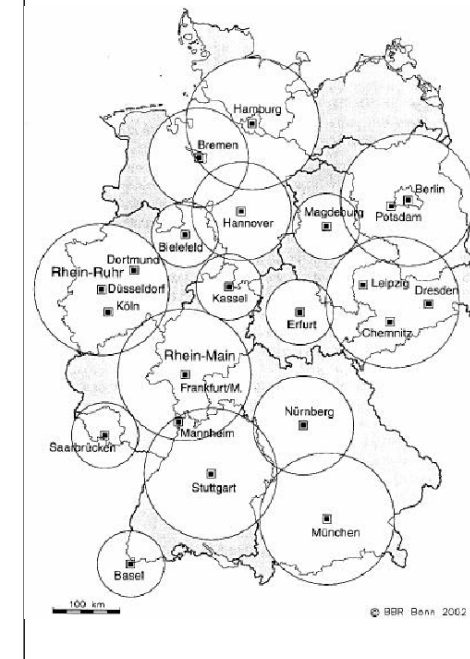 Hamburg
Bremen
Berlin
Hannover
Magdeburg
Potsdam
Bielefeld
Dortmund
Rhein-Ruhr
Düsseldorf
Kassel
Leipzig
Dresden
Köln
Erfurt
Chemnitz
Rhein-Main
Frankfurt/M.
Nürnberg
Mannheim
Saarbrücken
Stuttgart
München
Basel
100 km
© BBR Bonn 2002